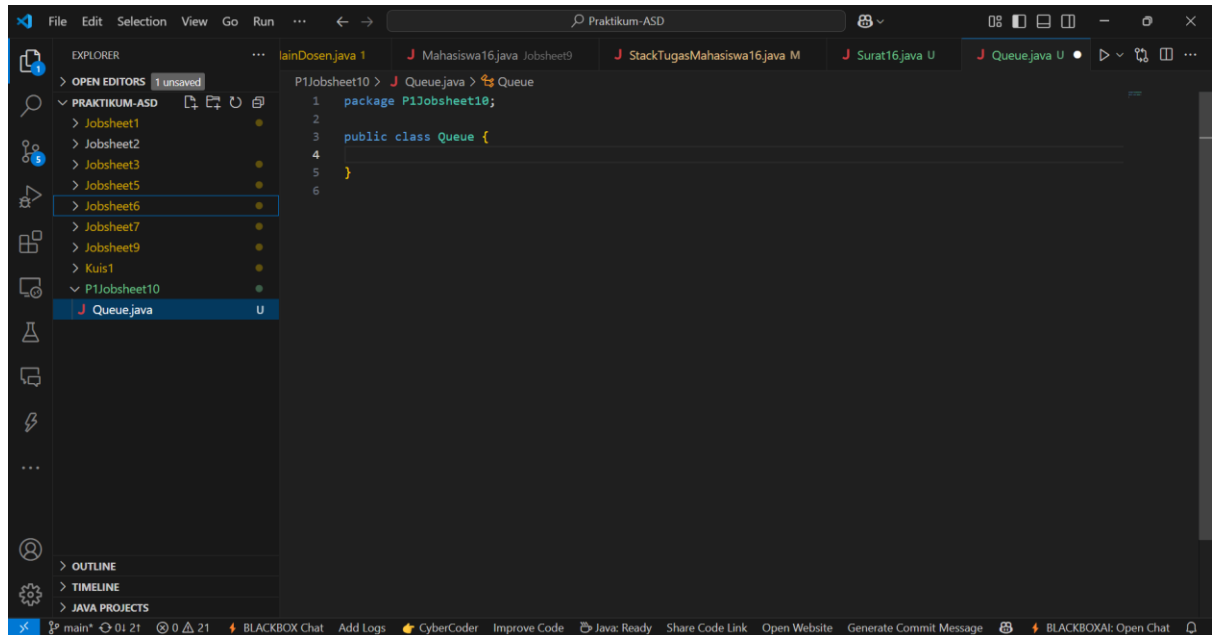 File Edit Selection View Go Run ··· Praktikum-ASD
EXPLORER ···
OPEN EDITORS 1 unsaved
PRAKTIKUM-ASD
Jobsheet1
Jobsheet2
Jobsheet3
Jobsheet5
Jobsheet6
Jobsheet7
Jobsheet9
Kuis1
P1Jobsheet10
J Queue.java U
OUTLINE
TIMELINE
JAVA PROJECTS
1
5
ainDosen.java 1 J Mahasiswa16.java Jobsheet9 J StackTugasMahasiswa16.java M J Surat16.java U J Queue.java U ● ···
P1Jobsheet10 > J Queue.java > Queue
1 package P1Jobsheet10;
2
3 public class Queue {
4
5 }
6
main* 0↓ 2↑ 0 21 BLACKBOX Chat Add Logs CyberCoder Improve Code Java: Ready Share Code Link Open Website Generate Commit Message BLACKBOXAI: Open Chat